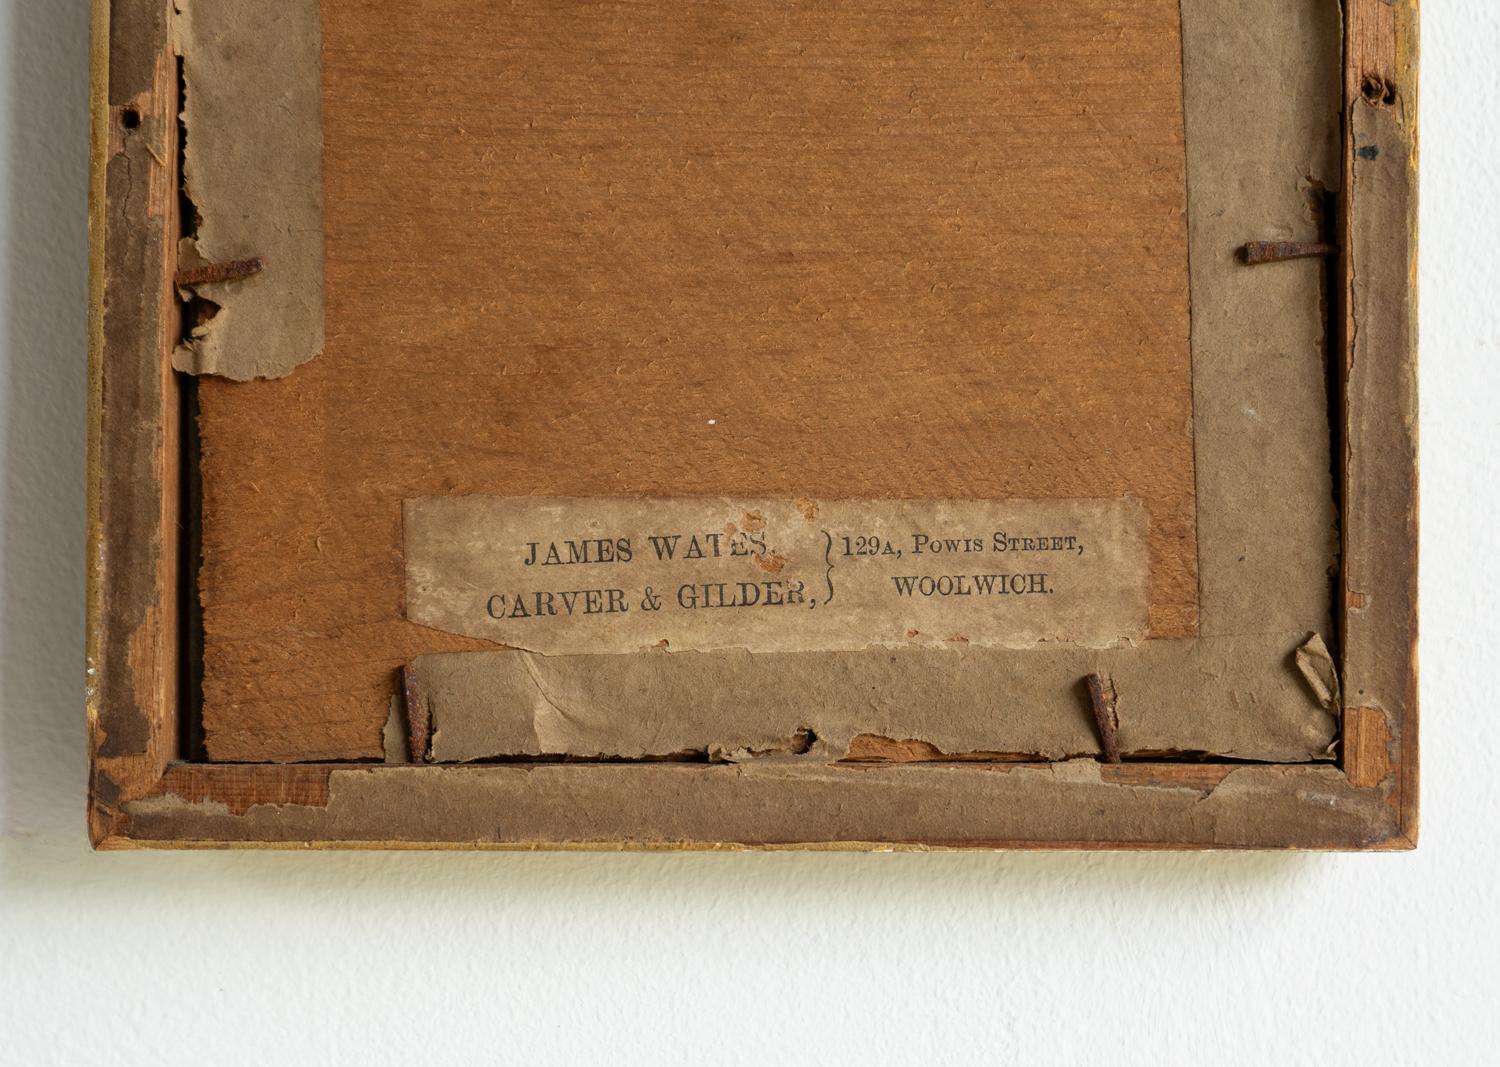 JAMES WATES,
CARVER & GILDER,
} 129A, POWIS STREET,
WOOLWICH.